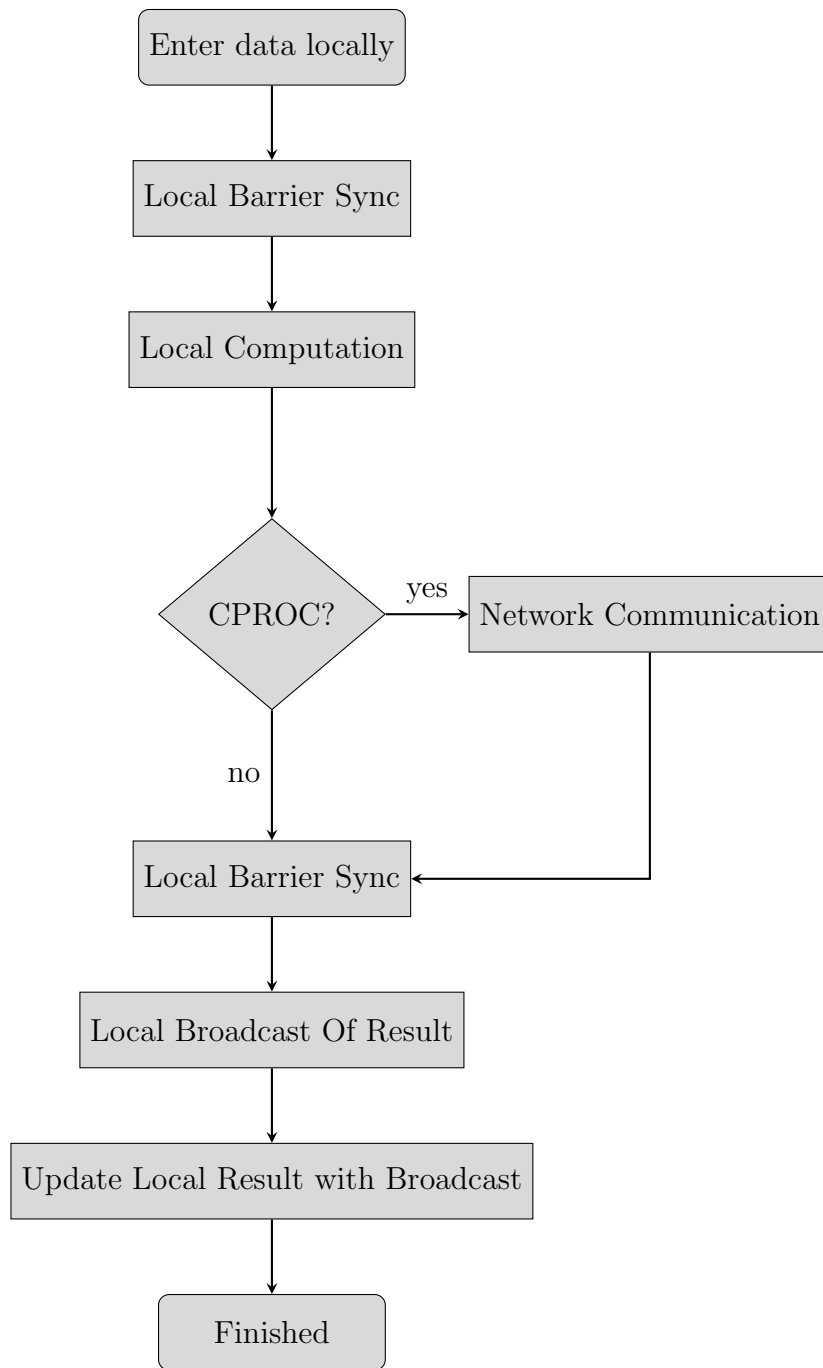 Enter data locally
Local Barrier Sync
Local Computation
CPROC?
yes
Network Communication
no
Local Barrier Sync
Local Broadcast Of Result
Update Local Result with Broadcast
Finished